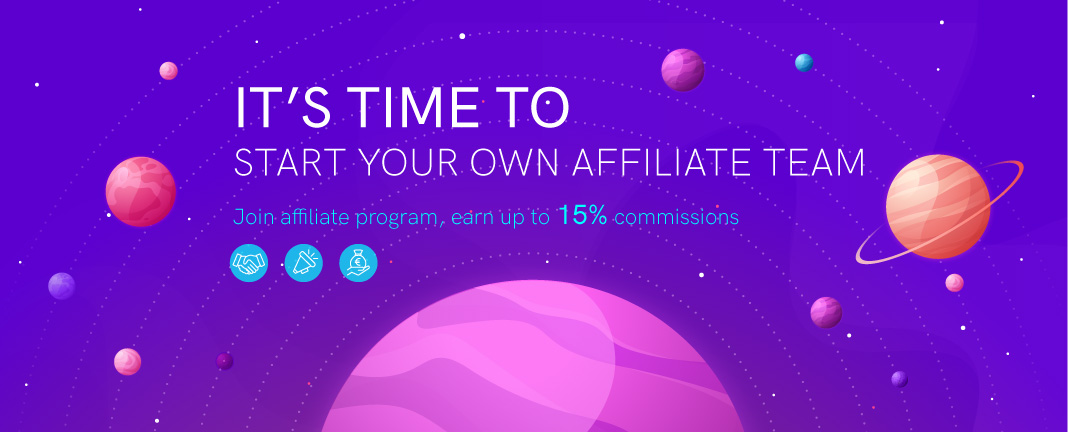 IT’S TIME TO
START YOUR OWN AFFILIATE TEAM
Join affiliate program, earn up to 15% commissions
€